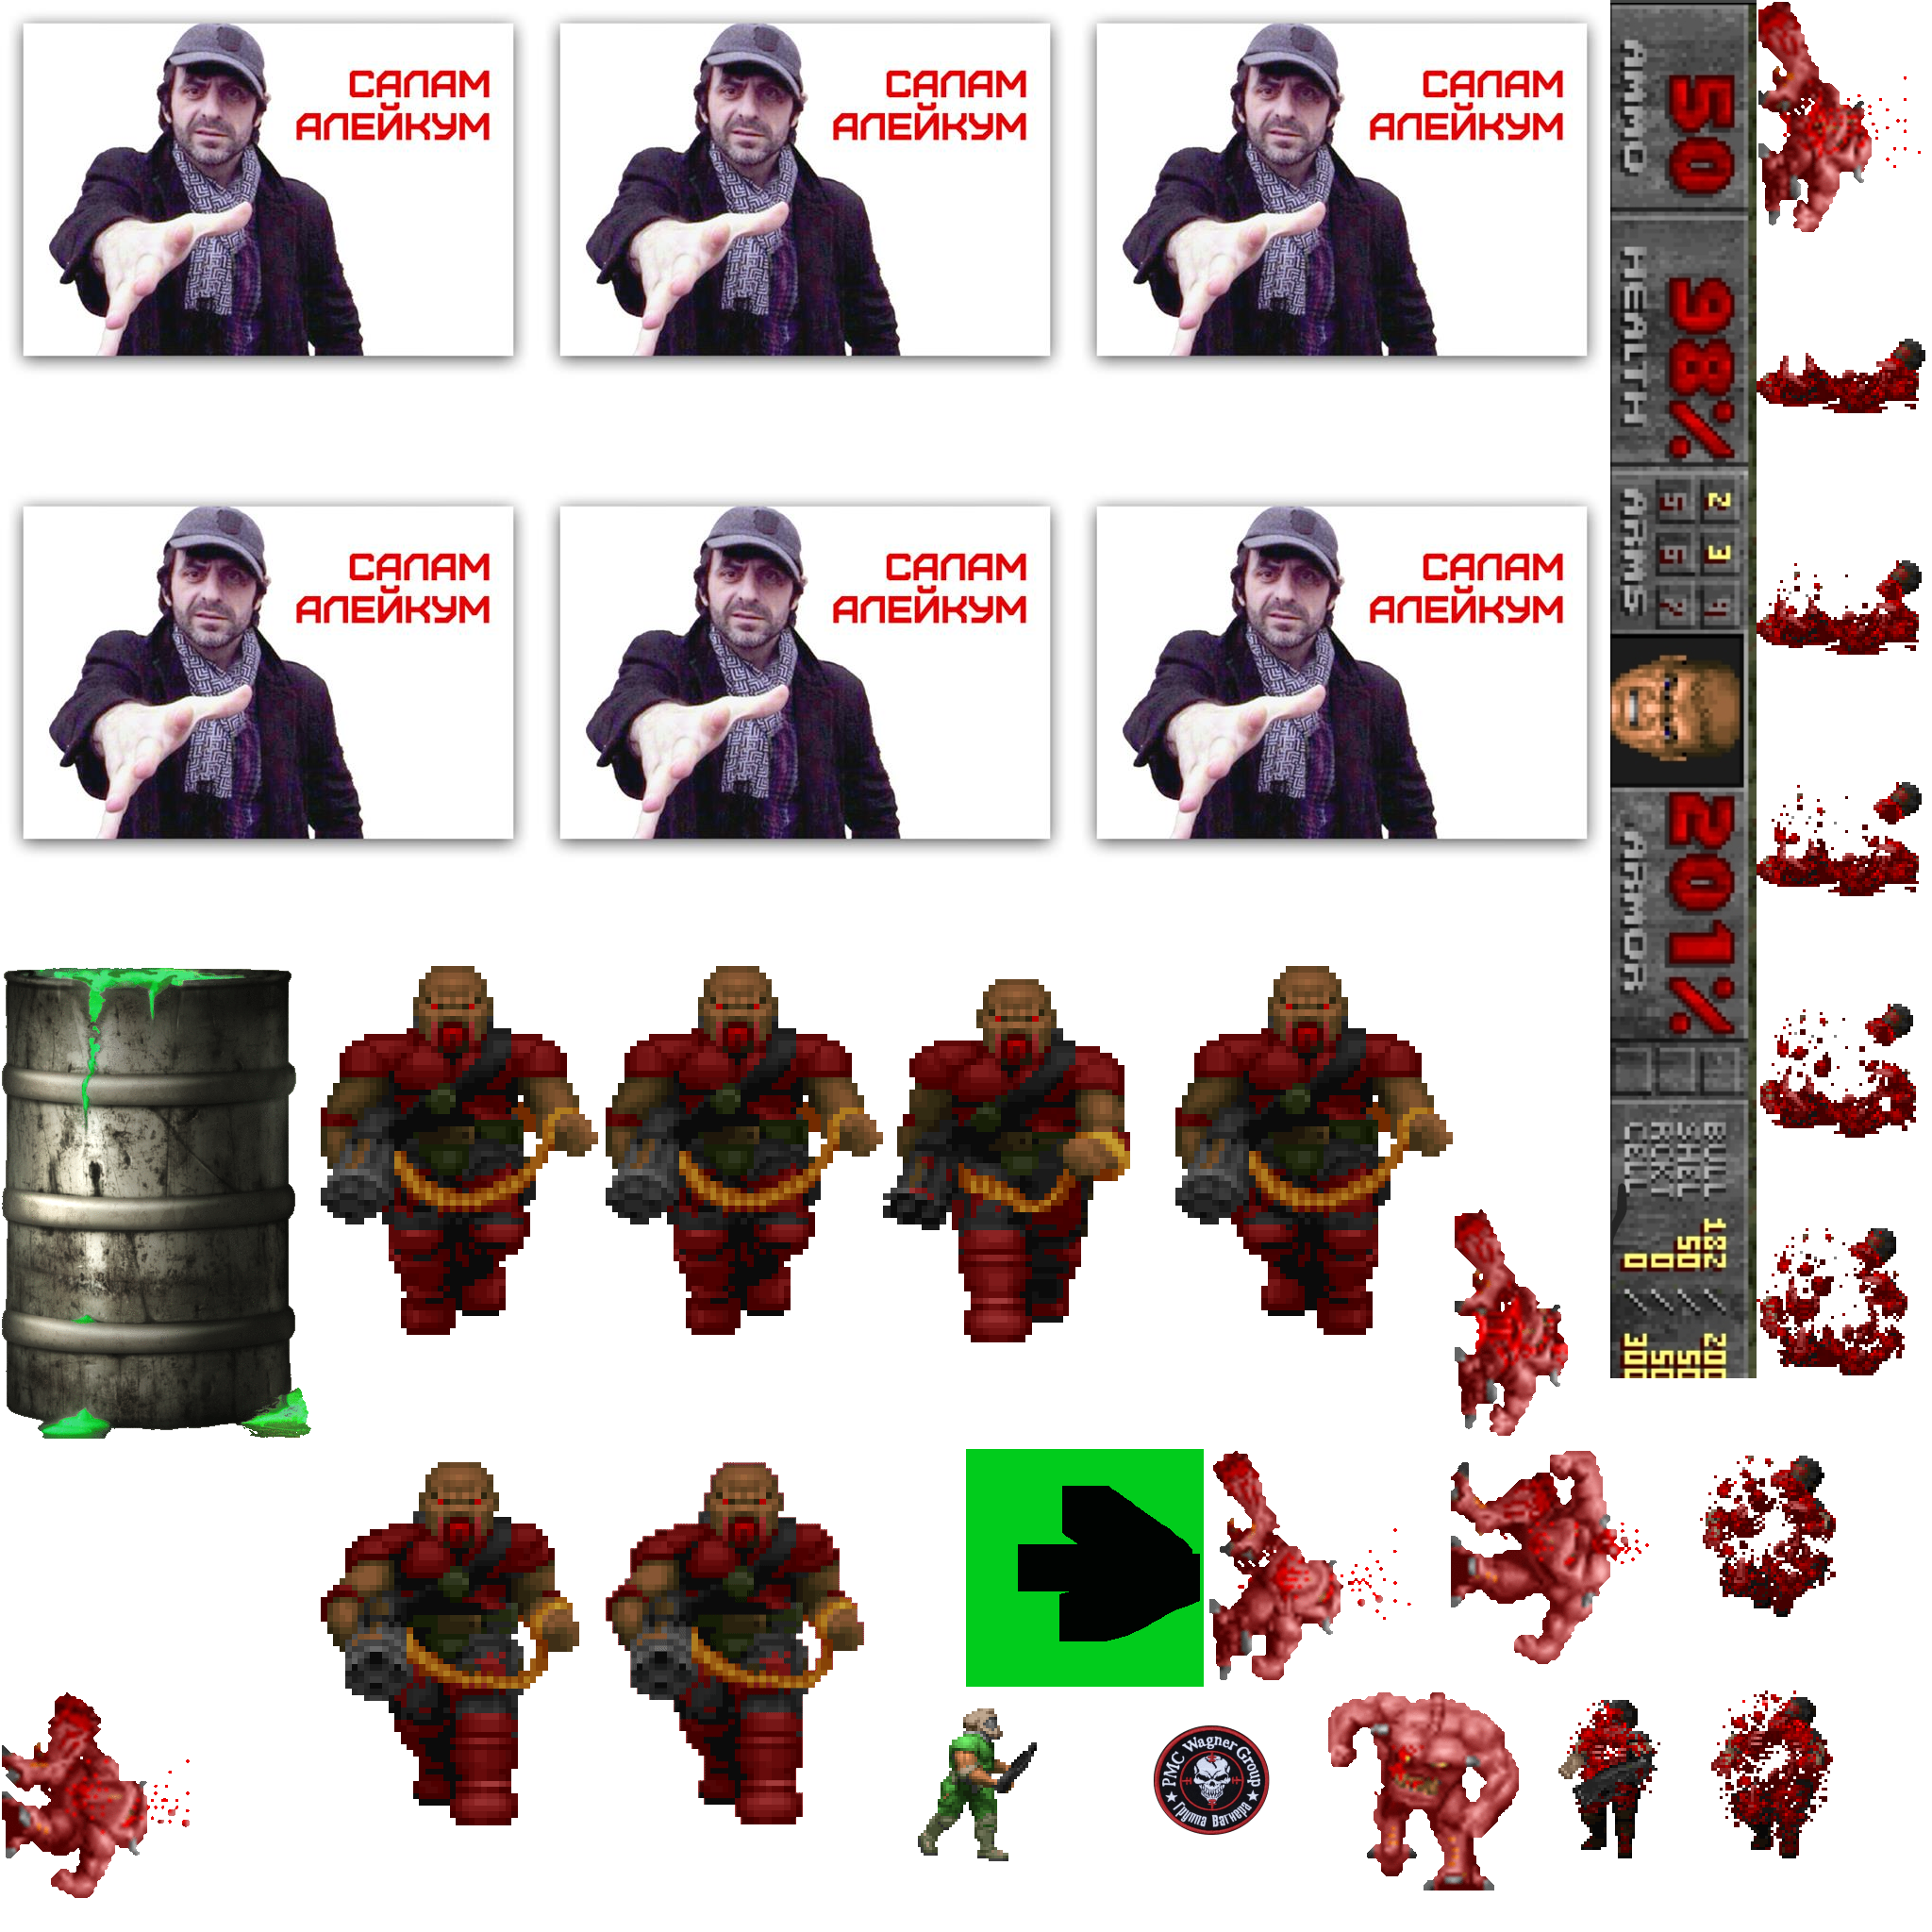 САЛАМ
АЛЕЙКУМ
САЛАМ
АЛЕЙКУМ
САЛАМ
АЛЕЙКУМ
САЛАМ
АЛЕЙКУМ
САЛАМ
АЛЕЙКУМ
САЛАМ
АЛЕЙКУМ
50
AMMO
98%
HEALTH
2 3 4
5 6 7
ARMS
201%
ARMOR
BULL 182 / 200
SHEL 50 / 50
RCKT 0 / 50
CELL 0 / 300
PMC Wagner Group
Группа Вагнера